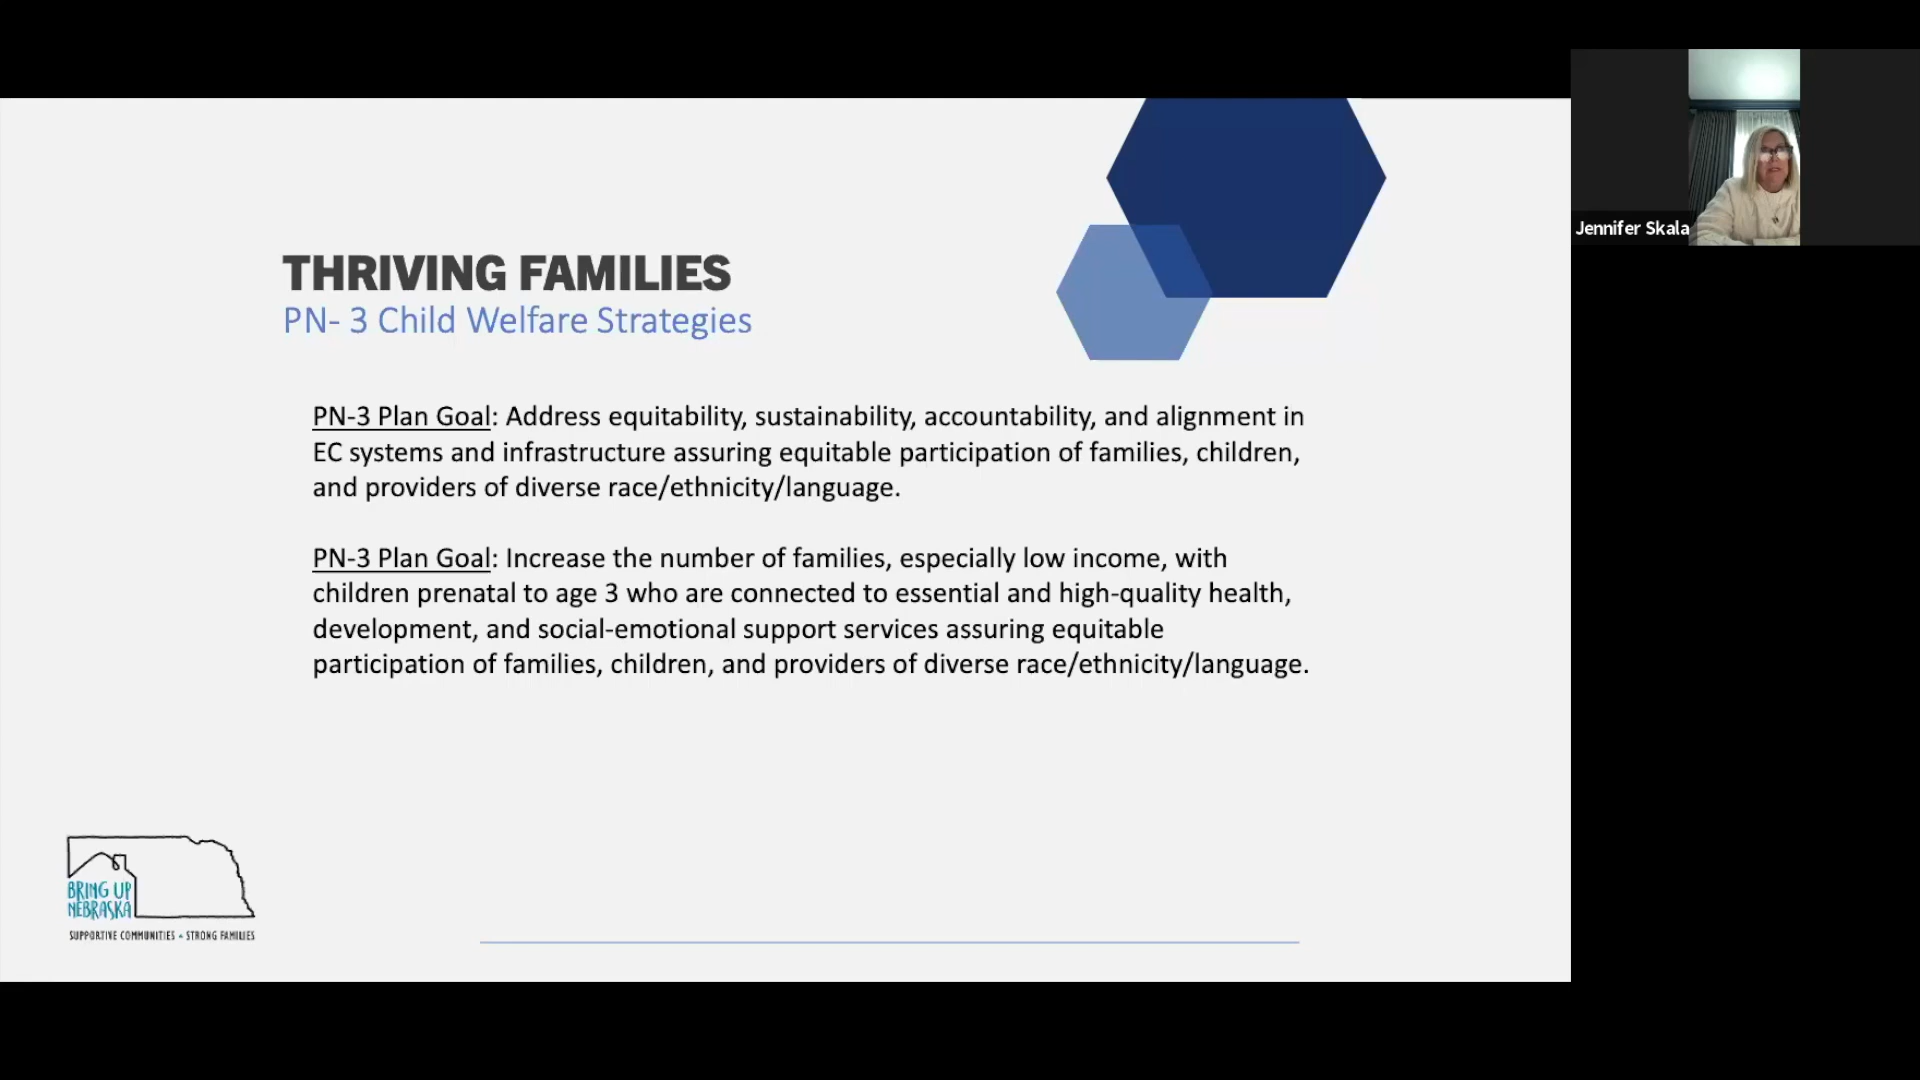 THRIVING FAMILIES
PN- 3 Child Welfare Strategies
PN-3 Plan Goal: Address equitability, sustainability, accountability, and alignment in
EC systems and infrastructure assuring equitable participation of families, children,
and providers of diverse race/ethnicity/language.
PN-3 Plan Goal: Increase the number of families, especially low income, with
children prenatal to age 3 who are connected to essential and high-quality health,
development, and social-emotional support services assuring equitable
participation of families, children, and providers of diverse race/ethnicity/language.
BRING UP
NEBRASKA
SUPPORTIVE COMMUNITIES - STRONG FAMILIES
Jennifer Skala